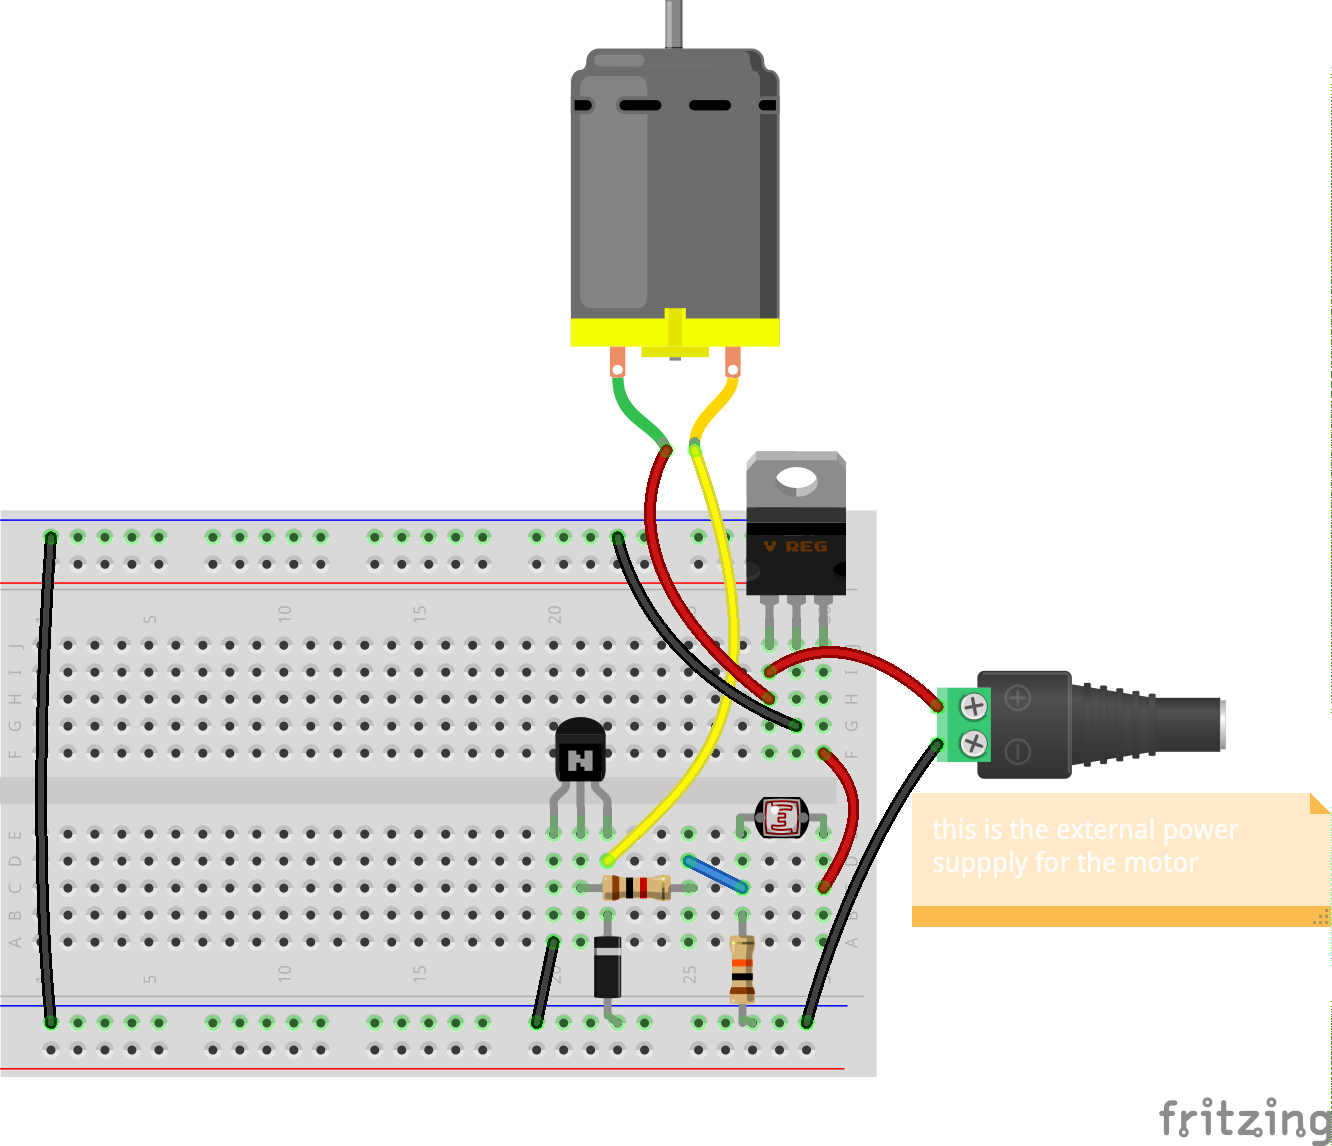 V REG
5
10
15
20
J
I
H
G
F
N
E
D
C
B
A
5
10
15
20
25
this is the external power
suppply for the motor
fritzing